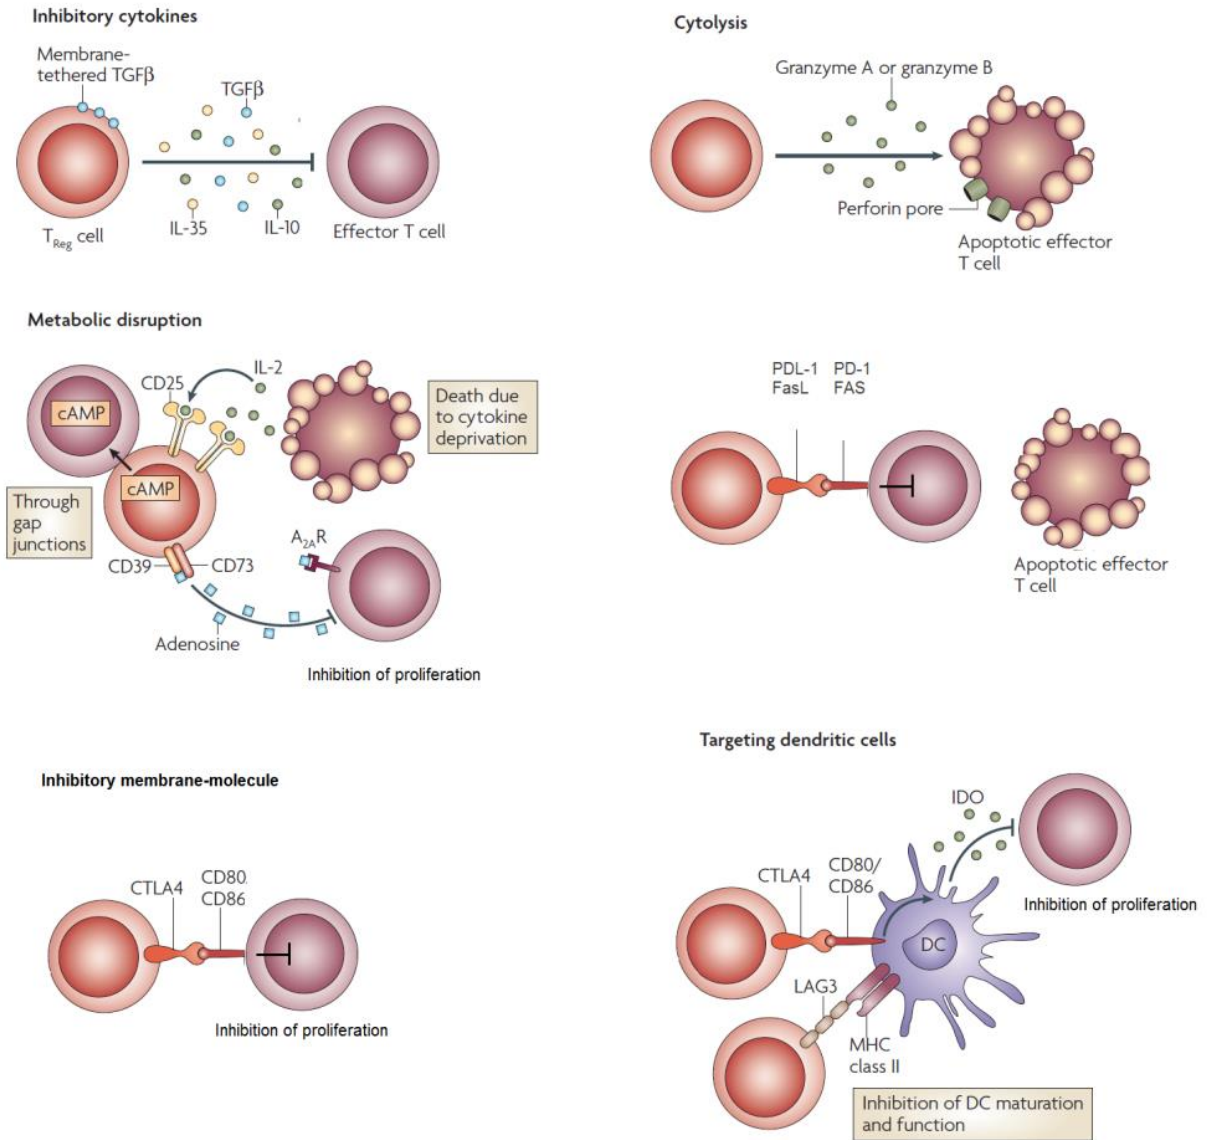 Inhibitory cytokines
Membrane-
tethered TGFβ
TGFβ
IL-35
IL-10
T_Reg cell
Effector T cell
Cytolysis
Granzyme A or granzyme B
Perforin pore
Apoptotic effector
T cell
Metabolic disruption
CD25
IL-2
cAMP
Death due
to cytokine
deprivation
cAMP
Through
gap
junctions
CD39
CD73
A2AR
Adenosine
Inhibition of proliferation
PDL-1 PD-1
FasL FAS
Apoptotic effector
T cell
Inhibitory membrane-molecule
CTLA4
CD80
CD86
Inhibition of proliferation
Targeting dendritic cells
IDO
CTLA4
CD80/
CD86
Inhibition of proliferation
DC
LAG3
MHC
class II
Inhibition of DC maturation
and function